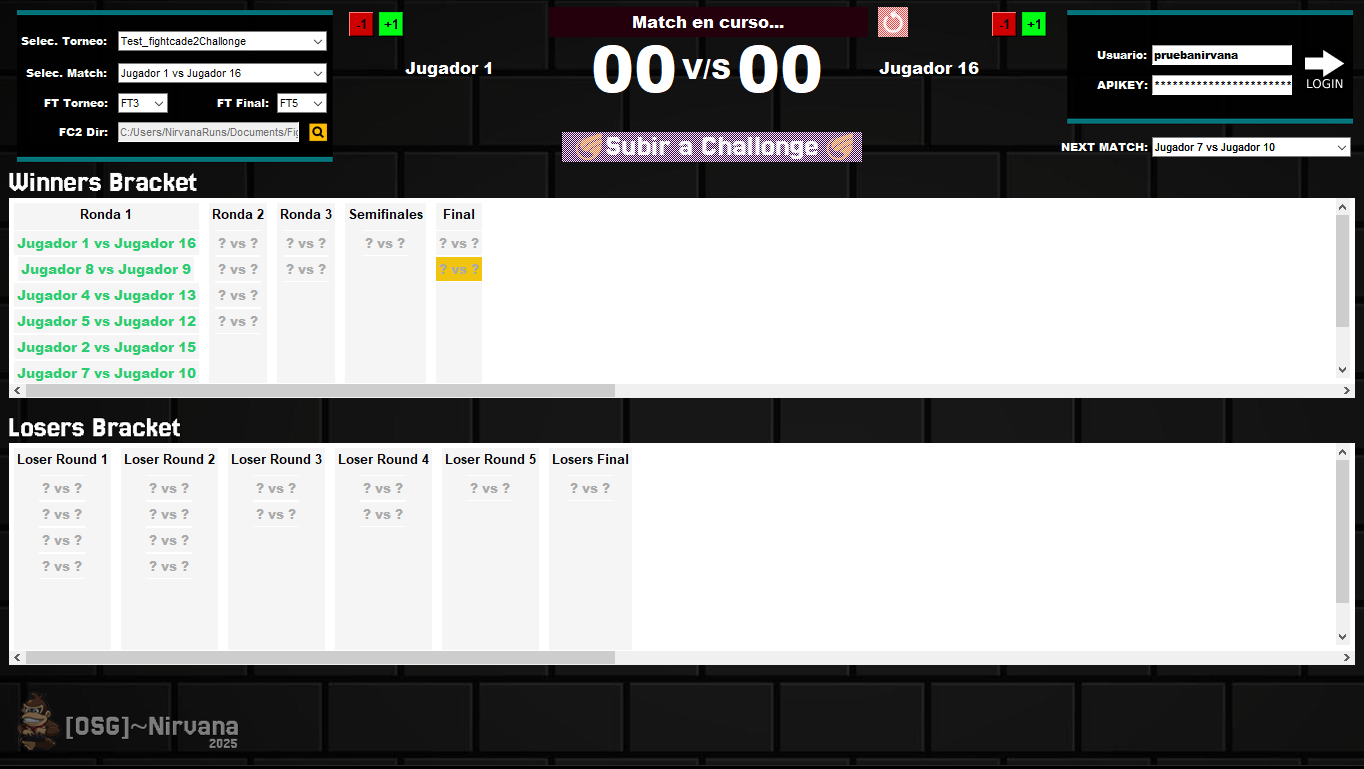 Selec. Torneo: Test_fightcade2Challonge
Selec. Match: Jugador 1 vs Jugador 16
FT Torneo: FT3 FT Final: FT5
FC2 Dir: C:/Users/NirvanaRuns/Documents/Fig
-1 +1
Jugador 1
Match en curso...
00 V/S 00
Subir a Challonge
-1 +1
Jugador 16
Usuario: pruebanirvana
APIKEY: ************************
LOGIN
NEXT MATCH: Jugador 7 vs Jugador 10
Winners Bracket
Ronda 1 Ronda 2 Ronda 3 Semifinales Final
Jugador 1 vs Jugador 16 ? vs ? ? vs ? ? vs ? ? vs ?
Jugador 8 vs Jugador 9 ? vs ? ? vs ? ? vs ?
Jugador 4 vs Jugador 13 ? vs ?
Jugador 5 vs Jugador 12 ? vs ?
Jugador 2 vs Jugador 15
Jugador 7 vs Jugador 10
Losers Bracket
Loser Round 1 Loser Round 2 Loser Round 3 Loser Round 4 Loser Round 5 Losers Final
? vs ? ? vs ? ? vs ? ? vs ? ? vs ? ? vs ?
? vs ? ? vs ? ? vs ? ? vs ?
? vs ? ? vs ?
? vs ? ? vs ?
[OSG]~Nirvana
2025